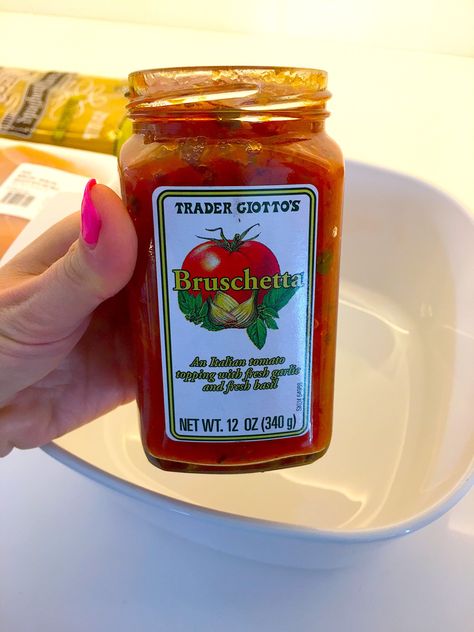 TRADER GIOTTO'S
Bruschetta
An Italian tomato
topping with fresh garlic
and fresh basil
NET WT. 12 OZ (340 g)